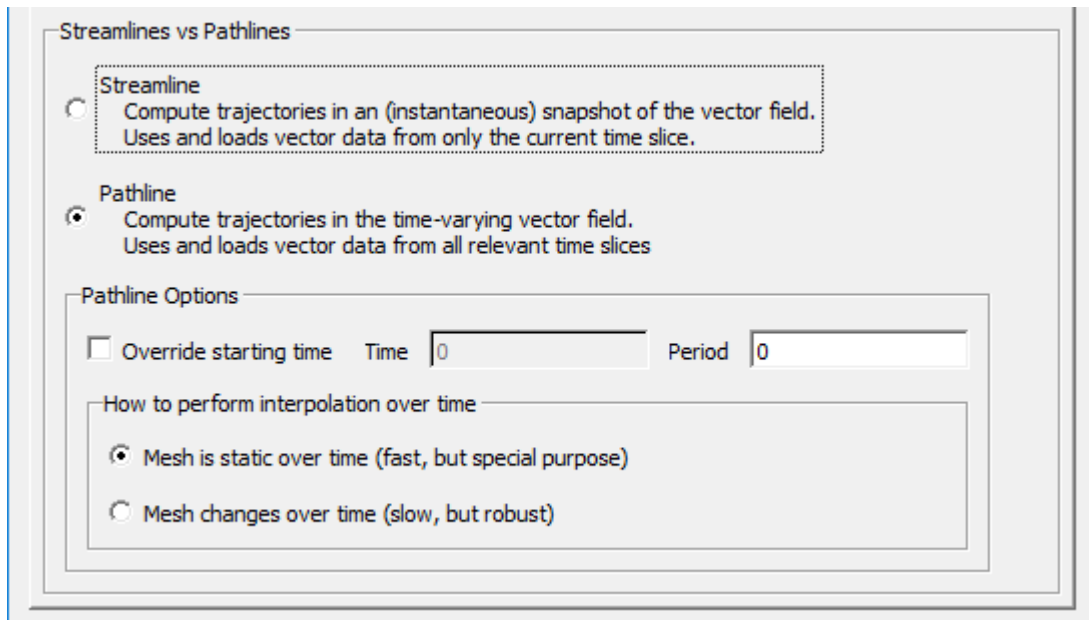 Streamlines vs Pathlines
Streamline
Compute trajectories in an (instantaneous) snapshot of the vector field.
Uses and loads vector data from only the current time slice.
Pathline
Compute trajectories in the time-varying vector field.
Uses and loads vector data from all relevant time slices
Pathline Options
Override starting time Time 0 Period 0
How to perform interpolation over time
Mesh is static over time (fast, but special purpose)
Mesh changes over time (slow, but robust)